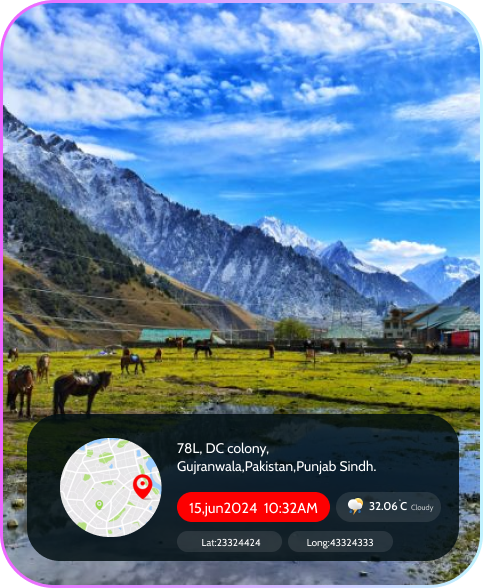 78L, DC colony,
Gujranwala,Pakistan,Punjab Sindh.
15,jun2024 10:32AM
32.06°C Cloudy
Lat:23324424
Long:43324333